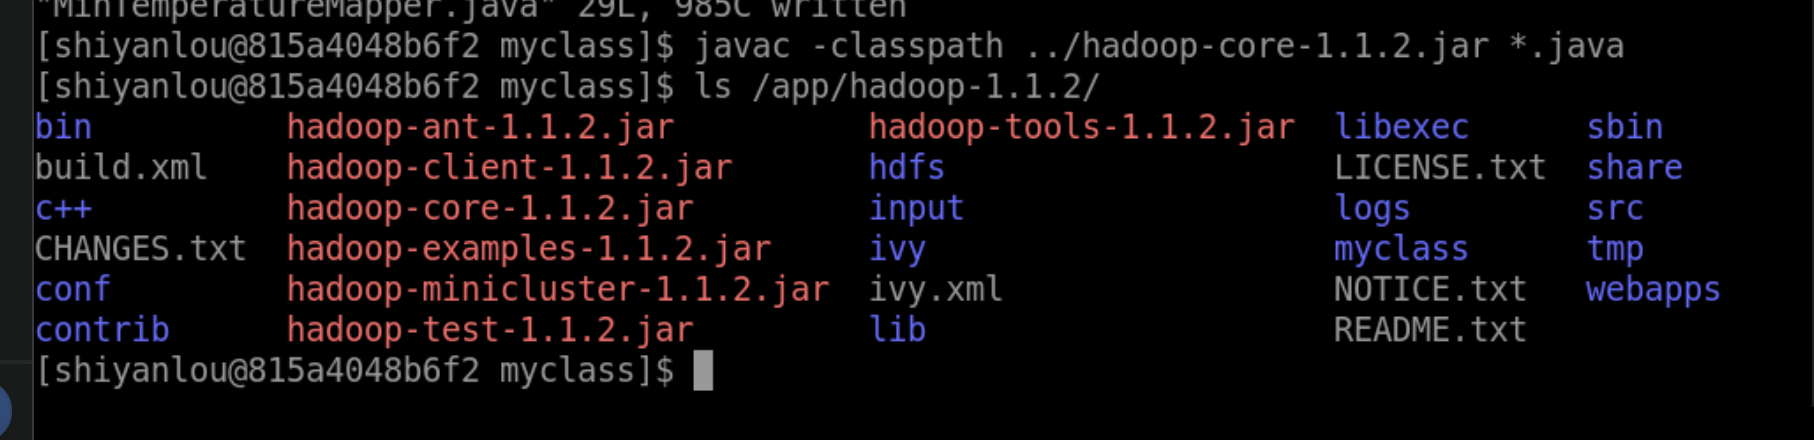 "MinTemperatureMapper.java" 29L, 985C written
[shiyanlou@815a4048b6f2 myclass]$ javac -classpath ../hadoop-core-1.1.2.jar *.java
[shiyanlou@815a4048b6f2 myclass]$ ls /app/hadoop-1.1.2/
bin hadoop-ant-1.1.2.jar hadoop-tools-1.1.2.jar libexec sbin
build.xml hadoop-client-1.1.2.jar hdfs LICENSE.txt share
c++ hadoop-core-1.1.2.jar input logs src
CHANGES.txt hadoop-examples-1.1.2.jar ivy myclass tmp
conf hadoop-minicluster-1.1.2.jar ivy.xml NOTICE.txt webapps
contrib hadoop-test-1.1.2.jar lib README.txt
[shiyanlou@815a4048b6f2 myclass]$